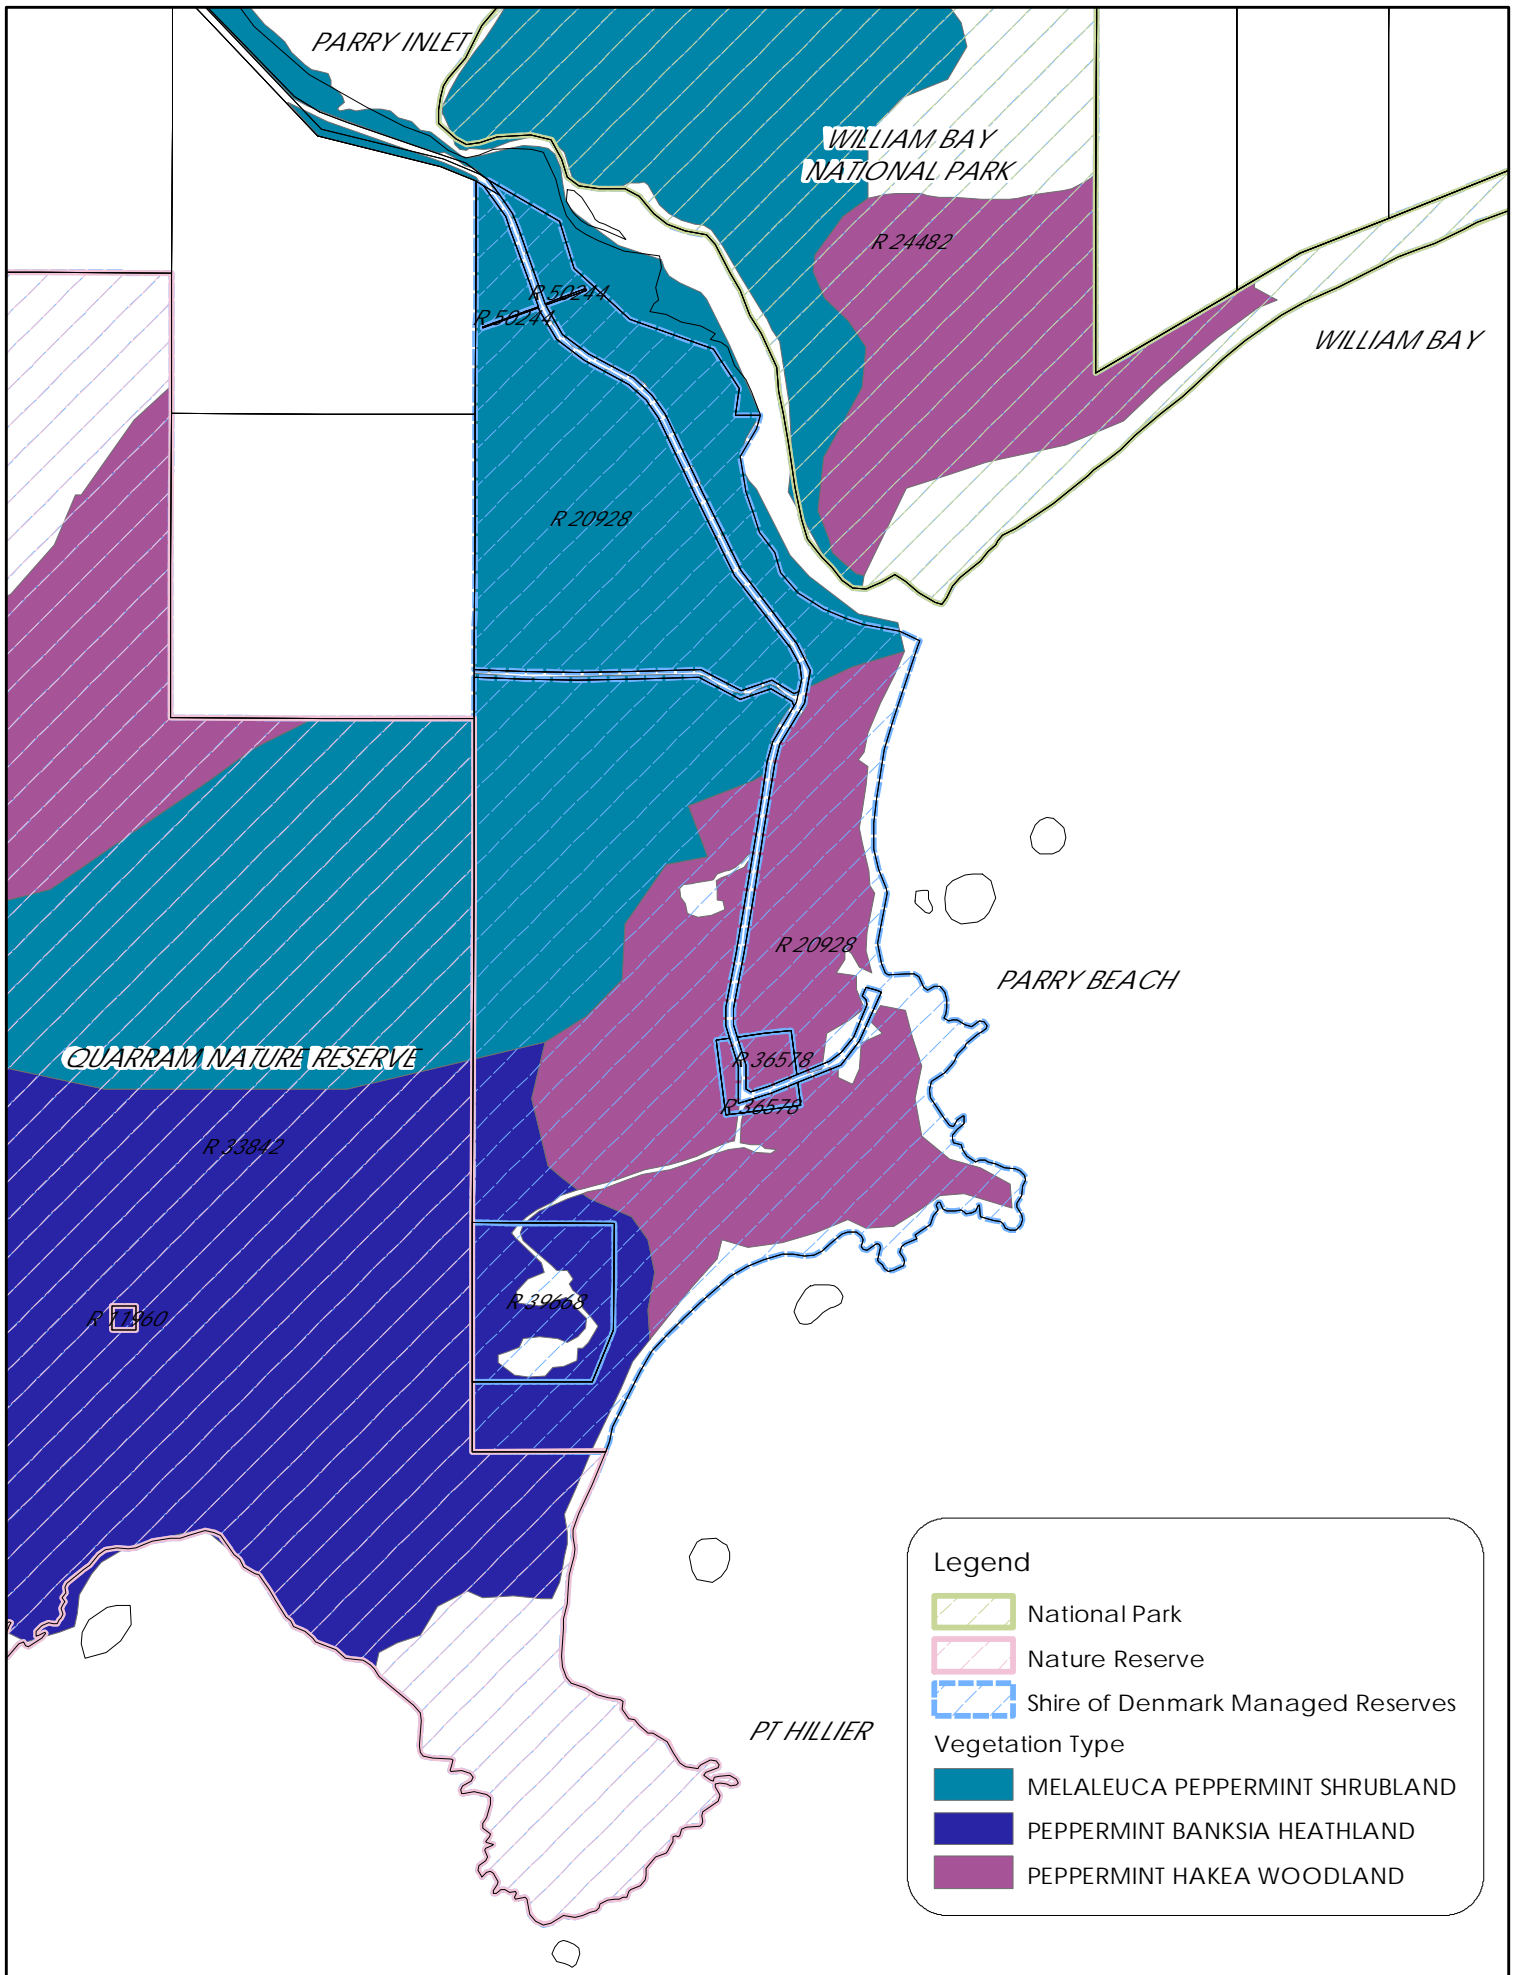 PARRY INLET
WILLIAM BAY
NATIONAL PARK
R 24482
R 50244
R 50244
WILLIAM BAY
R 20928
R 20928
PARRY BEACH
QUARRAM NATURE RESERVE
R 36578
R 36578
R 33842
R 39668
R 11960
PT HILLIER
Legend
National Park
Nature Reserve
Shire of Denmark Managed Reserves
Vegetation Type
MELALEUCA PEPPERMINT SHRUBLAND
PEPPERMINT BANKSIA HEATHLAND
PEPPERMINT HAKEA WOODLAND